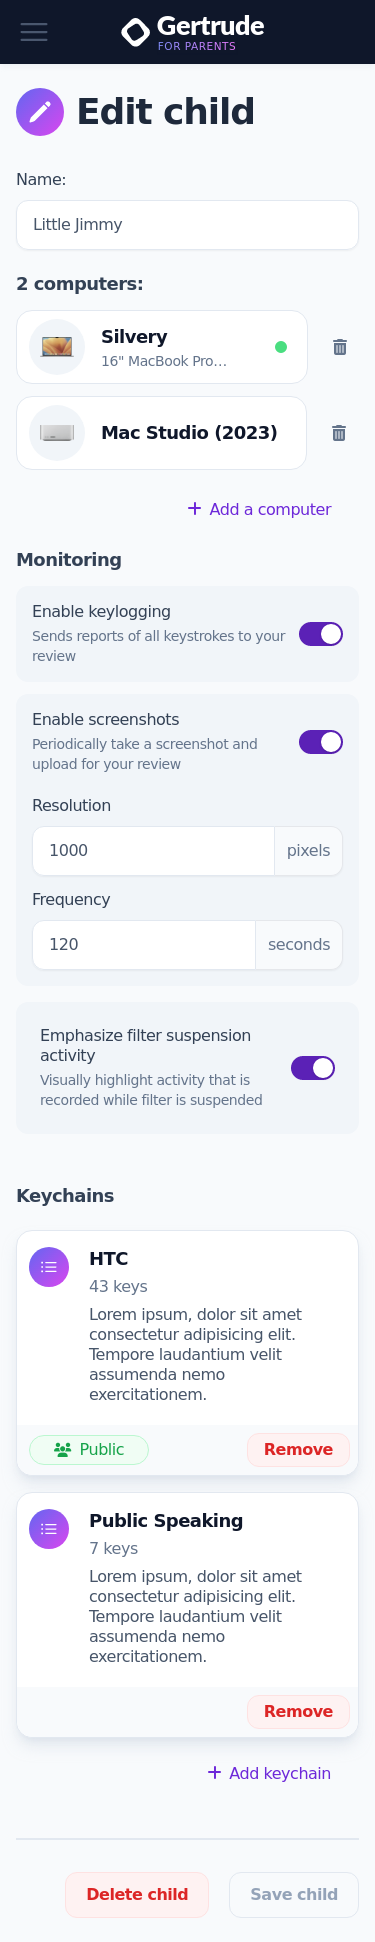 Gertrude
FOR PARENTS
Edit child
Name:
Little Jimmy
2 computers:
Silvery
16" MacBook Pro…
Mac Studio (2023)
+ Add a computer
Monitoring
Enable keylogging
Sends reports of all keystrokes to your
review
Enable screenshots
Periodically take a screenshot and
upload for your review
Resolution
1000 pixels
Frequency
120 seconds
Emphasize filter suspension
activity
Visually highlight activity that is
recorded while filter is suspended
Keychains
HTC
43 keys
Lorem ipsum, dolor sit amet
consectetur adipisicing elit.
Tempore laudantium velit
assumenda nemo
exercitationem.
Public Remove
Public Speaking
7 keys
Lorem ipsum, dolor sit amet
consectetur adipisicing elit.
Tempore laudantium velit
assumenda nemo
exercitationem.
Remove
+ Add keychain
Delete child Save child